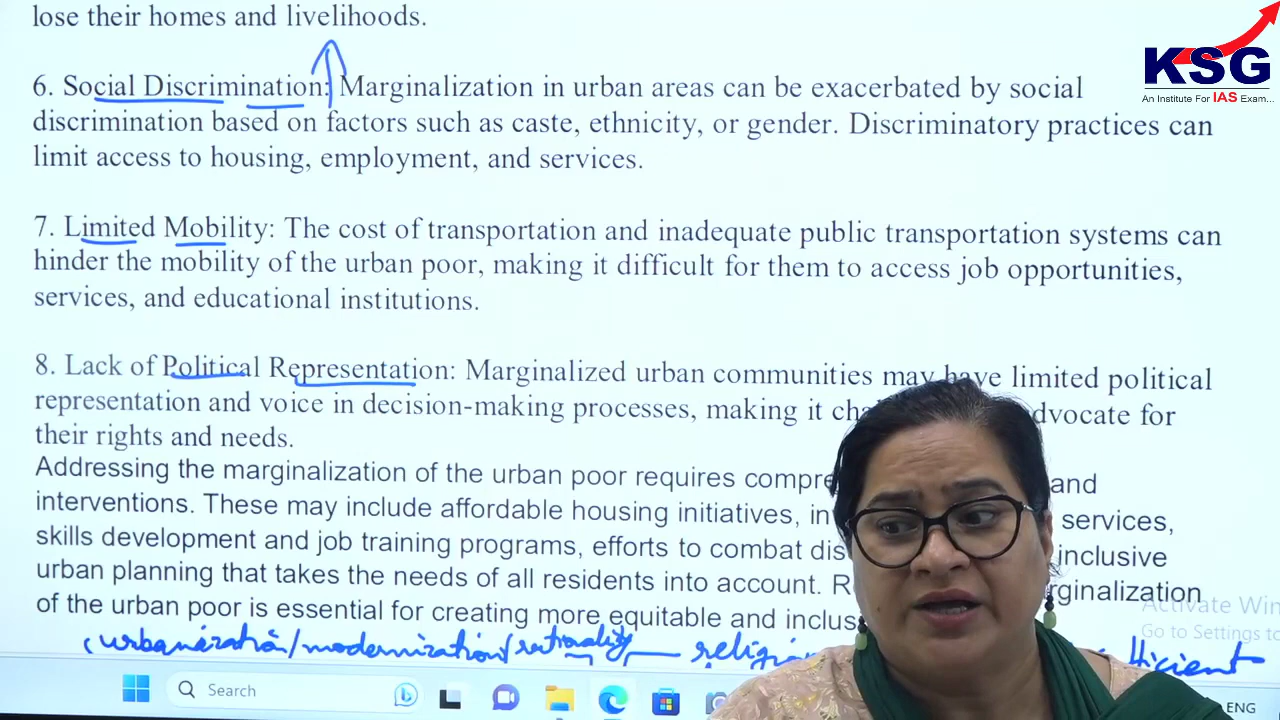 lose their homes and livelihoods.
KSG
An Institute For IAS Exam...
6. Social Discrimination: Marginalization in urban areas can be exacerbated by social
discrimination based on factors such as caste, ethnicity, or gender. Discriminatory practices can
limit access to housing, employment, and services.
7. Limited Mobility: The cost of transportation and inadequate public transportation systems can
hinder the mobility of the urban poor, making it difficult for them to access job opportunities,
services, and educational institutions.
8. Lack of Political Representation: Marginalized urban communities may have limited political
representation and voice in decision-making processes, making it dvocate for
their rights and needs.
Addressing the marginalization of the urban poor requires compre and
interventions. These may include affordable housing initiatives, in services,
skills development and job training programs, efforts to combat dis inclusive
urban planning that takes the needs of all residents into account. R rginalization
of the urban poor is essential for creating more equitable and inclus
Activate Win
Go to Settings to
urbanization/modernization/rationality — religi
Search
ENG